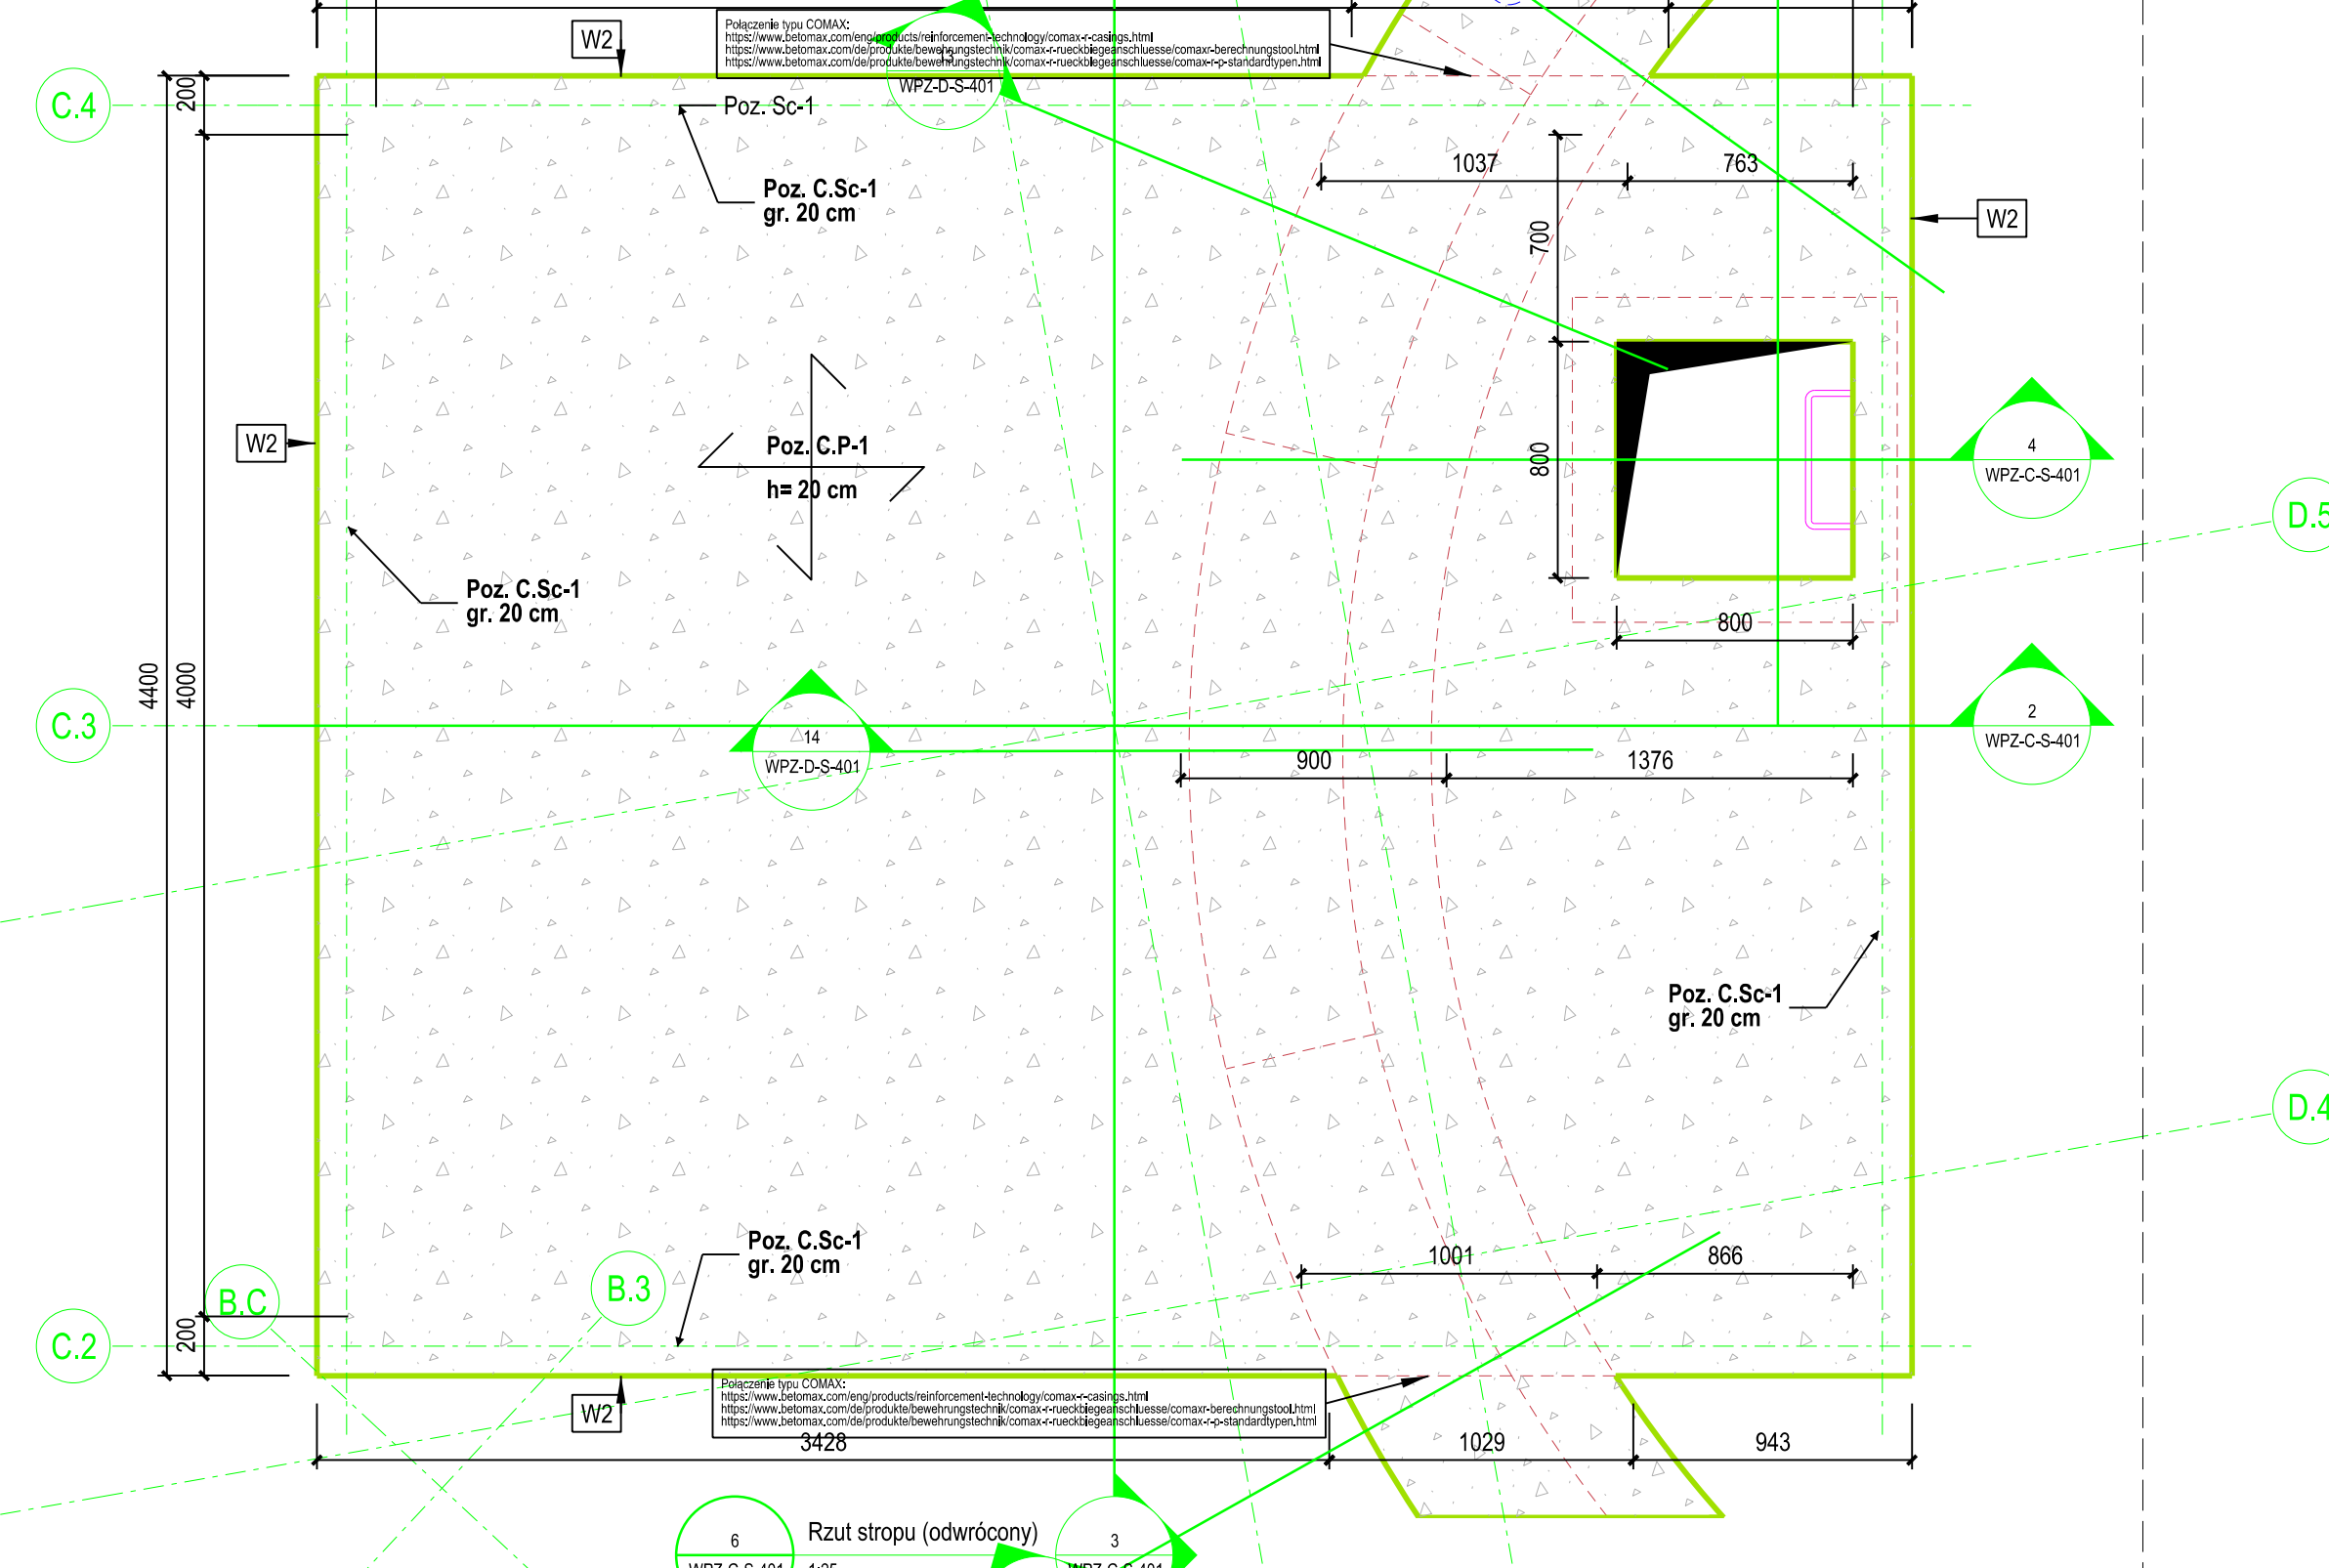 W2
Połączenie typu COMAX:
https://www.betomax.com/eng/products/reinforcement-technology/comax-r-casings.html
https://www.betomax.com/de/produkte/bewehrungstechnik/comax-r-rueckbiegeanschluesse/comaxr-berechnungstool.html
https://www.betomax.com/de/produkte/bewehrungstechnik/comax-r-rueckbiegeanschluesse/comax-r-p-standardtypen.html
13
WPZ-D-S-401
C.4
200
Poz. Sc-1
1037
763
Poz. C.Sc-1
gr. 20 cm
W2
700
W2
Poz. C.P-1
h= 20 cm
800
4
WPZ-C-S-401
D.5
Poz. C.Sc-1
gr. 20 cm
800
4400
4000
C.3
14
WPZ-D-S-401
2
WPZ-C-S-401
900
1376
Poz. C.Sc-1
gr. 20 cm
D.4
Poz. C.Sc-1
gr. 20 cm
1001
866
B.C
B.3
C.2
200
W2
Połączenie typu COMAX:
https://www.betomax.com/eng/products/reinforcement-technology/comax-r-casings.html
https://www.betomax.com/de/produkte/bewehrungstechnik/comax-r-rueckbiegeanschluesse/comaxr-berechnungstool.html
https://www.betomax.com/de/produkte/bewehrungstechnik/comax-r-rueckbiegeanschluesse/comax-r-p-standardtypen.html
3428
1029
943
6
Rzut stropu (odwrócony)
3